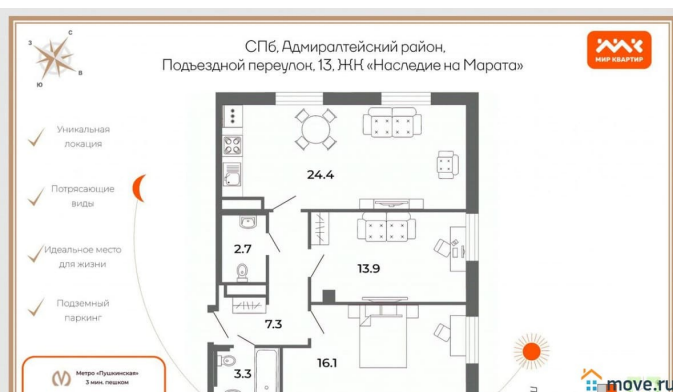 СПб, Адмиралтейский район,
Подъездной переулок, 13, ЖК «Наследие на Марата»
МИР КВАРТИР
С
З
В
Ю
Уникальная
локация
Потрясающие
виды
Идеальное место
для жизни
Подземный
паркинг
Метро «Пушкинская»
3 мин. пешком
24.4
2.7
13.9
7.3
16.1
3.3
move.ru